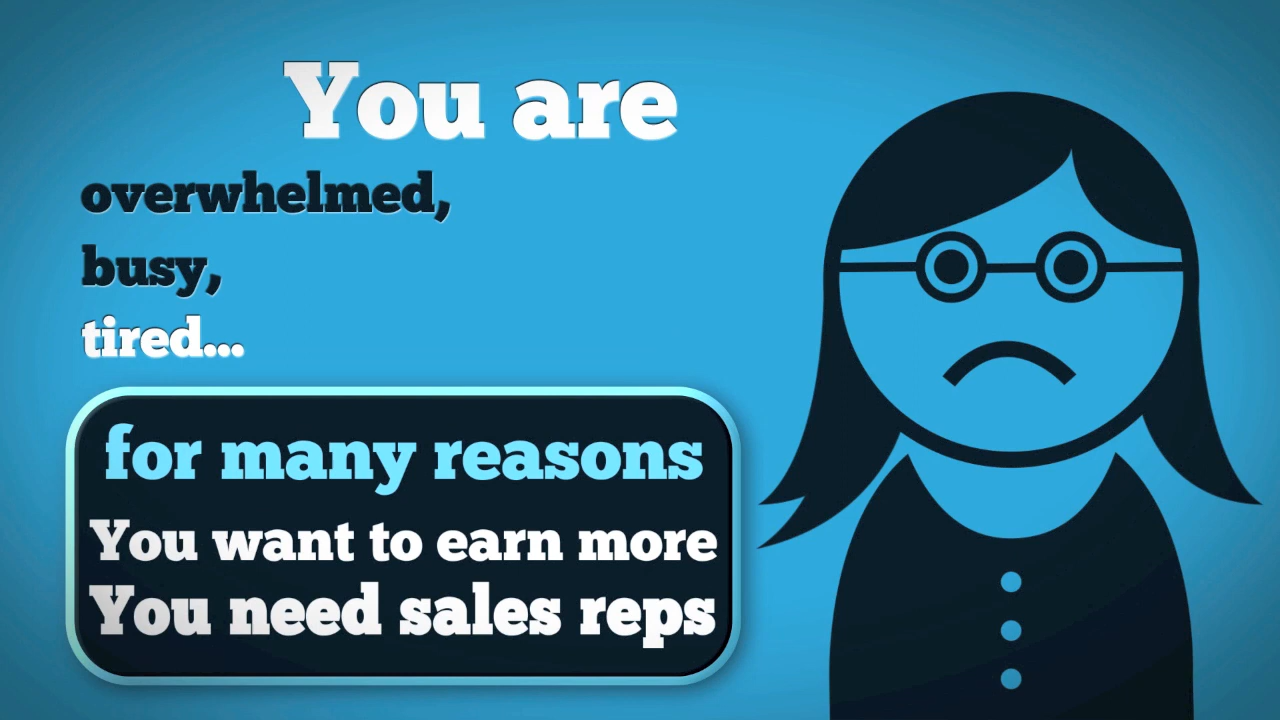 You are
overwhelmed,
busy,
tired...
for many reasons
You want to earn more
You need sales reps